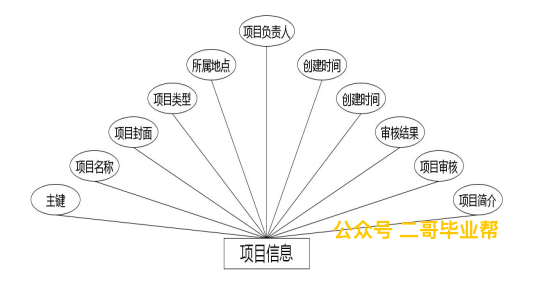 项目负责人
所属地点
创建时间
项目类型
创建时间
项目封面
审核结果
项目名称
项目审核
主键
项目简介
公众号 二哥毕业帮
项目信息